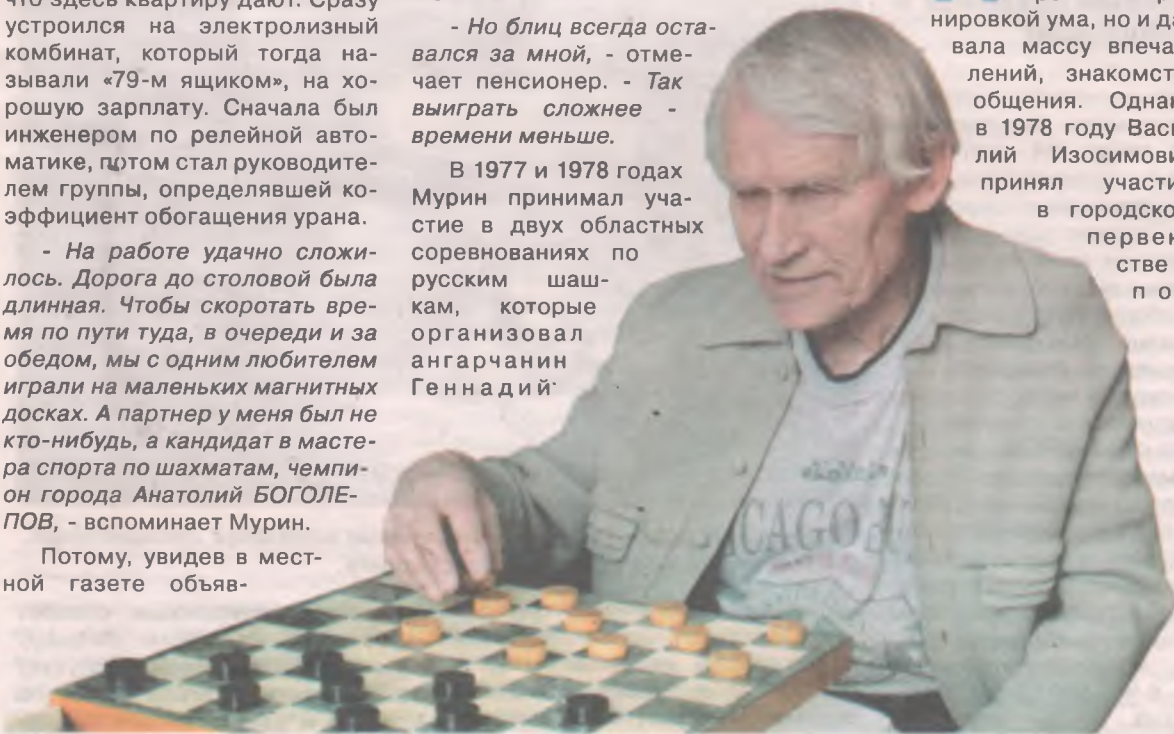 что здесь квартиру дают. Сразу
устроился на электролизный
комбинат, который тогда на-
зывали «79-м ящиком», на хо-
рошую зарплату. Сначала был
инженером по релейной авто-
матике, потом стал руководите-
лем группы, определявшей ко-
эффициент обогащения урана.
- На работе удачно сложи-
лось. Дорога до столовой была
длинная. Чтобы скоротать вре-
мя по пути туда, в очереди и за
обедом, мы с одним любителем
играли на маленьких магнитных
досках. А партнер у меня был не
кто-нибудь, а кандидат в масте-
ра спорта по шахматам, чемпи-
он города Анатолий БОГОЛЕ-
ПОВ, - вспоминает Мурин.
Потому, увидев в мест-
ной газете объяв-
- Но блиц всегда оста-
вался за мной, - отме-
чает пенсионер. - Так
выиграть сложнее -
времени меньше.
В 1977 и 1978 годах
Мурин принимал уча-
стие в двух областных
соревнованиях по
русским шаш-
кам, которые
организовал
ангарчанин
Геннадий
нировкой ума, но и да
вала массу впеча
лений, знакомст
общения. Однак
в 1978 году Васи
лий Изосимови
принял участи
в городско
первен
стве
по
CAGO